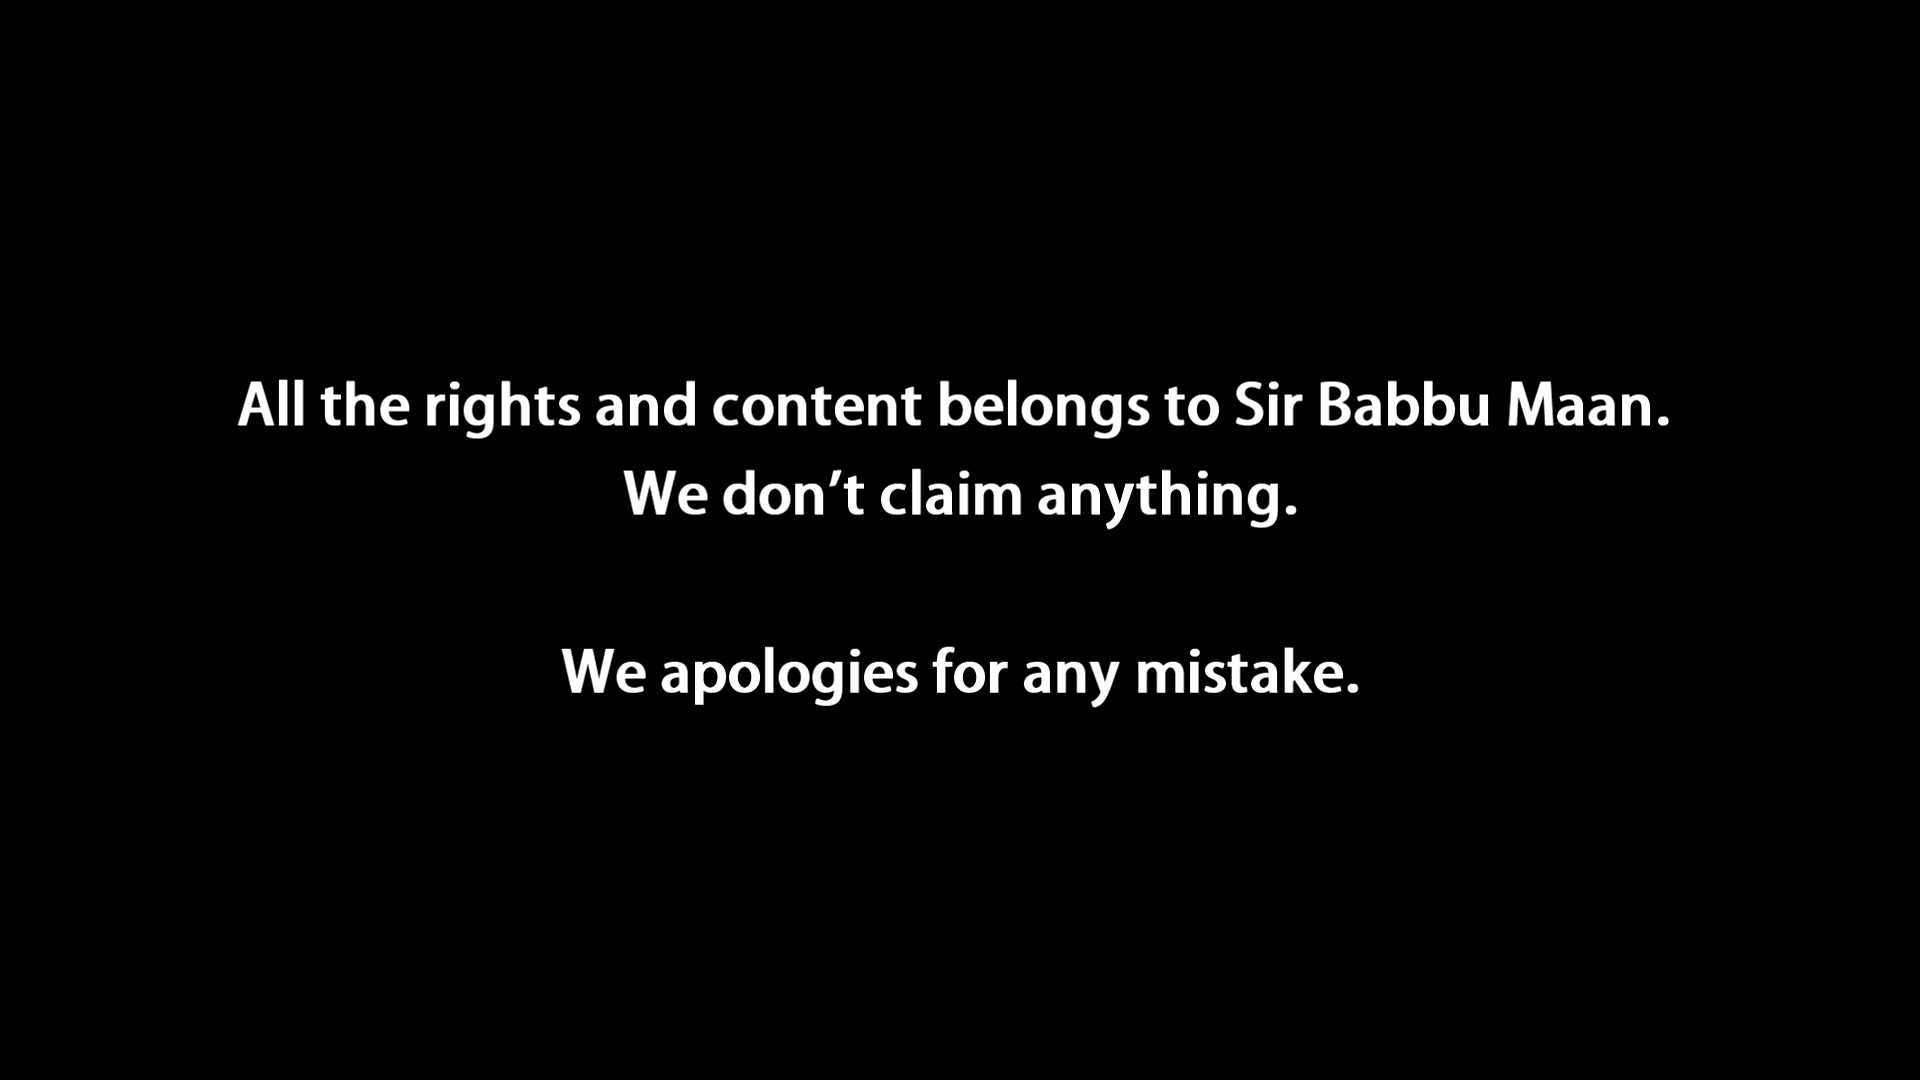 All the rights and content belongs to Sir Babbu Maan.
We don’t claim anything.
We apologies for any mistake.